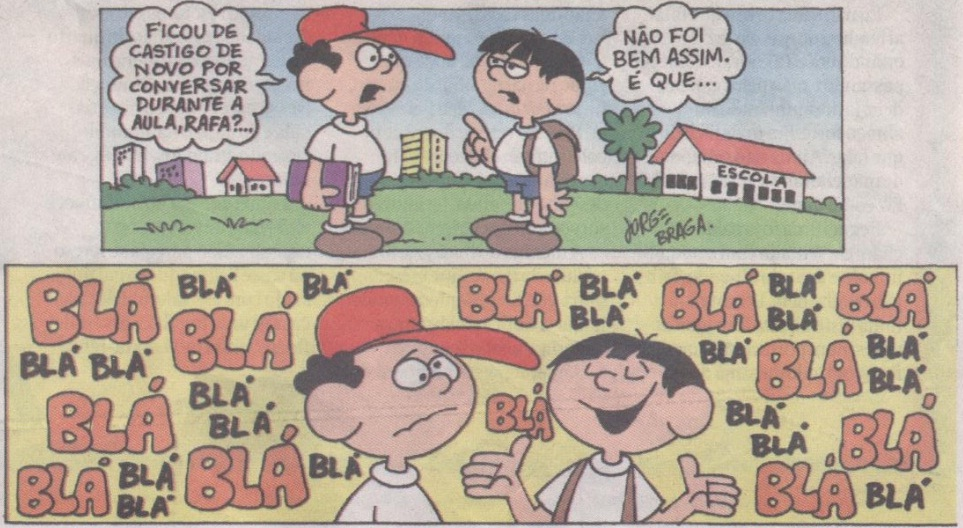 FICOU DE
CASTIGO DE
NOVO POR
CONVERSAR
DURANTE A
AULA, RAFA?...
NÃO FOI
BEM ASSIM.
É QUE...
ESCOLA
JORGE
BRAGA.
BLÁ BLÁ BLÁ BLÁ BLÁ BLÁ BLÁ BLÁ
BLÁ BLÁ BLÁ
BLÁ BLÁ BLÁ BLÁ BLÁ
BLÁ BLÁ
BLÁ BLÁ BLÁ BLÁ BLÁ
BLÁ BLÁ
BLÁ BLÁ BLÁ BLÁ BLÁ BLÁ
BLÁ